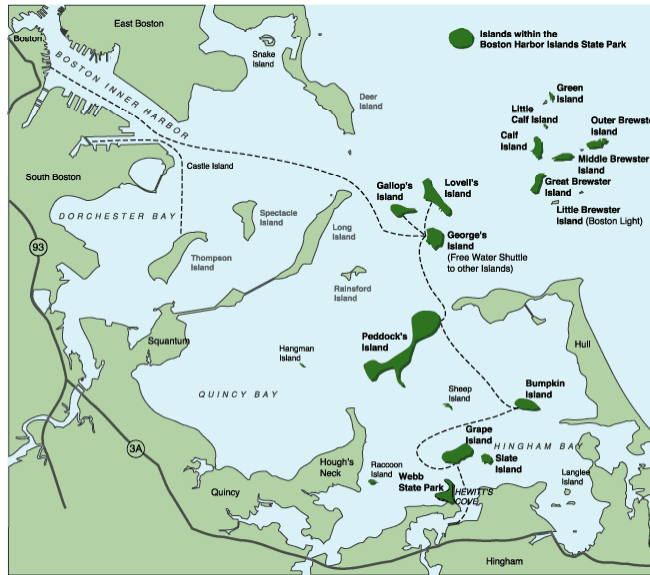 East Boston
Islands within the
Boston Harbor Islands State Park
Boston
BOSTON INNER HARBOR
Snake
Island
Deer
Island
Green
Island
Little
Calf Island
Calf
Island
Outer Brewst
Island
Middle Brewster
Island
South Boston
Castle Island
Gallop's
Island
Lovell's
Island
Great Brewster
Island
Little Brewster
Island (Boston Light)
DORCHESTER BAY
Spectacle
Island
Long
Island
George's
Island
(Free Water Shuttle
to other Islands)
93
Thompson
Island
Rainsford
Island
Squantum
Hangman
Island
Peddock's
Island
Hull
QUINCY BAY
Sheep
Island
Bumpkin
Island
3A
Grape
Island
HINGHAM BAY
Slate
Island
Hough's
Neck
Raccoon
Island
Webb
State Park
HEWITT'S
COVE
Langlee
Island
Quincy
Hingham